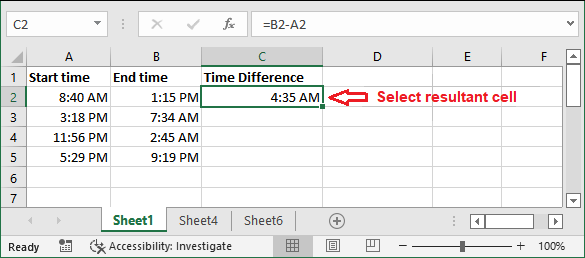 C2 =B2-A2
A B C D E F
1 Start time End time Time Difference
2 8:40 AM 1:15 PM 4:35 AM Select resultant cell
3 3:18 PM 7:34 AM
4 11:56 PM 2:45 AM
5 5:29 PM 9:19 PM
6
7
Sheet1 Sheet4 Sheet6
Ready Accessibility: Investigate 100%